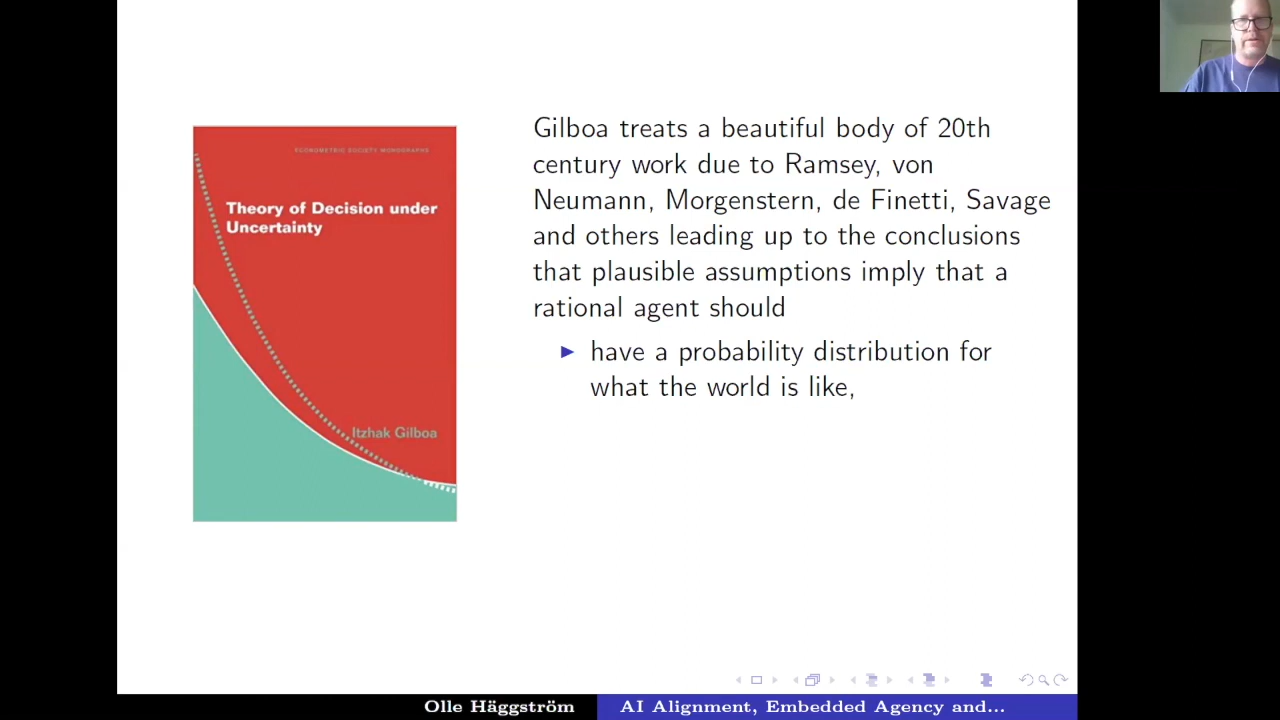 ECONOMETRIC SOCIETY MONOGRAPHS
Theory of Decision under
Uncertainty
Itzhak Gilboa
Gilboa treats a beautiful body of 20th
century work due to Ramsey, von
Neumann, Morgenstern, de Finetti, Savage
and others leading up to the conclusions
that plausible assumptions imply that a
rational agent should
have a probability distribution for
what the world is like,
Olle Häggström
AI Alignment, Embedded Agency and...